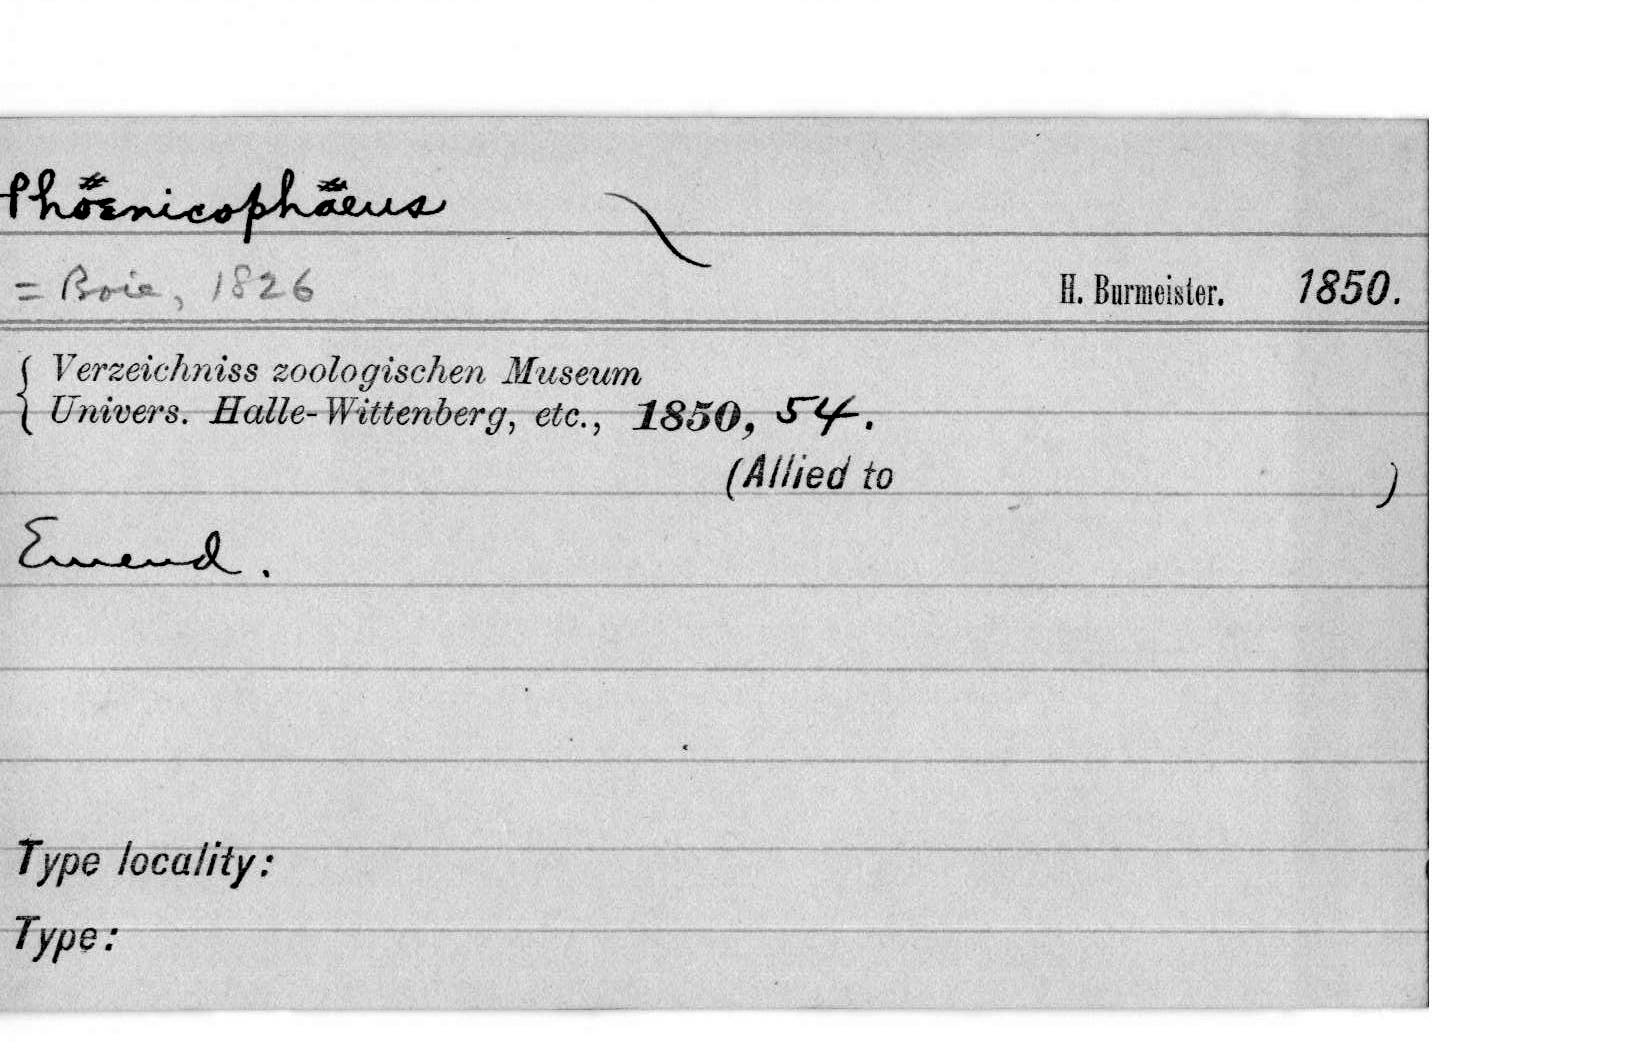 Phoenicophaeus
= Boie, 1826
H. Burmeister. 1850.
Verzeichniss zoologischen Museum
Univers. Halle-Wittenberg, etc., 1850, 54.
(Allied to )
Emend.
Type locality:
Type: